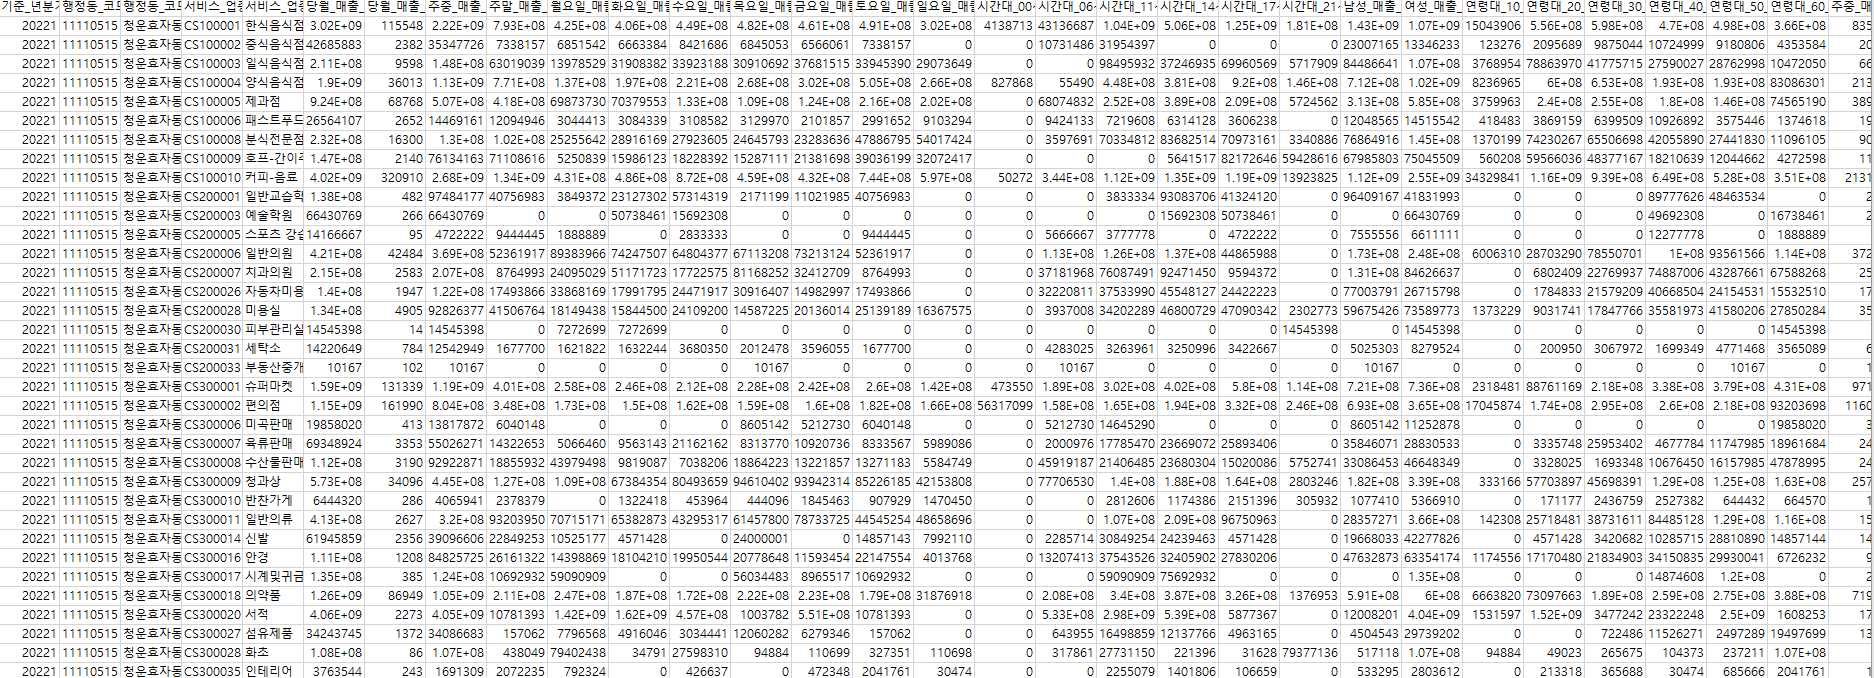 기준_년분기 행정동_코드 행정동_코드 서비스_업종 서비스_업종 당월_매출_ 당월_매출_ 주중_매출_ 주말_매출_ 월요일_매출 화요일_매출 수요일_매출 목요일_매출 금요일_매출 토요일_매출 일요일_매출 시간대_00~ 시간대_06~ 시간대_11~ 시간대_14~ 시간대_17~ 시간대_21~ 남성_매출_ 여성_매출_ 연령대_10_ 연령대_20_ 연령대_30_ 연령대_40_ 연령대_50_ 연령대_60_ 주중_매
20221 11110515 청운효자동 CS100001 한식음식점 3.02E+09 115548 2.22E+09 7.93E+08 4.25E+08 4.06E+08 4.49E+08 4.82E+08 4.61E+08 4.91E+08 3.02E+08 4138713 43136687 1.04E+09 5.06E+08 1.25E+09 1.81E+08 1.43E+09 1.07E+09 15043906 5.56E+08 5.98E+08 4.7E+08 4.98E+08 3.66E+08 835
20221 11110515 청운효자동 CS100002 중식음식점 42685883 2382 35347726 7338157 6851542 6663384 8421686 6845053 6566061 7338157 0 0 10731486 31954397 0 0 0 23007165 13346233 123276 2095689 9875044 10724999 9180806 4353584 20
20221 11110515 청운효자동 CS100003 일식음식점 2.11E+08 9598 1.48E+08 63019039 13978529 31908382 33923188 30910692 37681515 33945390 29073649 0 0 98495932 37246935 69960569 5717909 84486641 1.07E+08 3768954 78863970 41775715 27590027 28762998 10472050 66
20221 11110515 청운효자동 CS100004 양식음식점 1.9E+09 36013 1.13E+09 7.71E+08 1.37E+08 1.97E+08 2.21E+08 2.68E+08 3.02E+08 5.05E+08 2.66E+08 827868 55490 4.48E+08 3.81E+08 9.2E+08 1.46E+08 7.12E+08 1.02E+09 8236965 6E+08 6.53E+08 1.93E+08 1.93E+08 83086201 213
20221 11110515 청운효자동 CS100005 제과점 9.24E+08 68768 5.07E+08 4.18E+08 69873730 70379553 1.33E+08 1.09E+08 1.24E+08 2.16E+08 2.02E+08 0 68074832 2.52E+08 3.89E+08 2.09E+08 5724562 3.13E+08 5.85E+08 3759963 2.4E+08 2.55E+08 1.8E+08 1.46E+08 74565190 389
20221 11110515 청운효자동 CS100006 패스트푸드 26564107 2652 14469161 12094946 3044413 3084339 3108582 3129970 2101857 2991652 9103294 0 9424133 7219608 6314128 3606238 0 12048565 14515542 418483 3869159 6399509 10926892 3575446 1374618 19
20221 11110515 청운효자동 CS100008 분식전문점 2.32E+08 16300 1.3E+08 1.02E+08 25255642 28916169 27923605 24645793 23283636 47886795 54017424 0 3597691 70334812 83682514 70973161 3340886 76864916 1.45E+08 1370199 74230267 65506698 42055890 27441830 11096105 90
20221 11110515 청운효자동 CS100009 호프-간이주 1.47E+08 2140 76134163 71108616 5250839 15986123 18228392 15287111 21381698 39036199 32072417 0 0 0 5641517 82172646 59428616 67985803 75045509 560208 59566036 48377167 18210639 12044662 4272598 11
20221 11110515 청운효자동 CS100010 커피-음료 4.02E+09 320910 2.68E+09 1.34E+09 4.31E+08 4.86E+08 8.72E+08 4.59E+08 4.32E+08 7.44E+08 5.97E+08 50272 3.44E+08 1.12E+09 1.35E+09 1.19E+09 13923825 1.12E+09 2.55E+09 34329841 1.16E+09 9.39E+08 6.49E+08 5.28E+08 3.51E+08 2131
20221 11110515 청운효자동 CS200001 일반교습학 1.38E+08 482 97484177 40756983 3849372 23127302 57314319 2171199 11021985 40756983 0 0 0 3833334 93083706 41324120 0 96409167 41831993 0 0 0 89777626 48463534 0 2
20221 11110515 청운효자동 CS200003 예술학원 66430769 266 66430769 0 0 50738461 15692308 0 0 0 0 0 0 0 15692308 50738461 0 0 66430769 0 0 0 49692308 0 16738461 2
20221 11110515 청운효자동 CS200005 스포츠 강습 14166667 95 4722222 9444445 1888889 0 2833333 0 0 9444445 0 0 5666667 3777778 0 4722222 0 7555556 6611111 0 0 0 12277778 0 1888889
20221 11110515 청운효자동 CS200006 일반의원 4.21E+08 42484 3.69E+08 52361917 89383966 74247507 64804377 67113208 73213124 52361917 0 0 1.13E+08 1.26E+08 1.37E+08 44865988 0 1.73E+08 2.48E+08 6006310 28703290 78550701 1E+08 93561566 1.14E+08 372
20221 11110515 청운효자동 CS200007 치과의원 2.15E+08 2583 2.07E+08 8764993 24095029 51171723 17722575 81168252 32412709 8764993 0 0 37181968 76087491 92471450 9594372 0 1.31E+08 84626637 0 6802409 22769937 74887006 43287661 67588268 25
20221 11110515 청운효자동 CS200026 자동차미용 1.4E+08 1947 1.22E+08 17493866 33868169 17991795 24471917 30916407 14982997 17493866 0 0 32220811 37533990 45548127 24422223 0 77003791 26715798 0 1784833 21579209 40668504 24154531 15532510 17
20221 11110515 청운효자동 CS200028 미용실 1.34E+08 4905 92826377 41506764 18149438 15844500 24109200 14587225 20136014 25139189 16367575 0 3937008 34202289 46800729 47090342 2302773 59675426 73589773 1373229 9031741 17847766 35581973 41580206 27850284 35
20221 11110515 청운효자동 CS200030 피부관리실 14545398 14 14545398 0 7272699 7272699 0 0 0 0 0 0 0 0 0 0 14545398 0 14545398 0 0 0 0 0 14545398
20221 11110515 청운효자동 CS200031 세탁소 14220649 784 12542949 1677700 1621822 1632244 3680350 2012478 3596055 1677700 0 0 4283025 3263961 3250996 3422667 0 5025303 8279524 0 200950 3067972 1699349 4771468 3565089 6
20221 11110515 청운효자동 CS200033 부동산중개 10167 102 10167 0 0 0 0 10167 0 0 0 0 10167 0 0 0 0 10167 0 0 0 0 0 10167 0 1
20221 11110515 청운효자동 CS300001 슈퍼마켓 1.59E+09 131339 1.19E+09 4.01E+08 2.58E+08 2.46E+08 2.12E+08 2.28E+08 2.42E+08 2.6E+08 1.42E+08 473550 1.89E+08 3.02E+08 4.02E+08 5.8E+08 1.14E+08 7.21E+08 7.36E+08 2318481 88761169 2.18E+08 3.38E+08 3.79E+08 4.31E+08 971
20221 11110515 청운효자동 CS300002 편의점 1.15E+09 161990 8.04E+08 3.48E+08 1.73E+08 1.5E+08 1.62E+08 1.59E+08 1.6E+08 1.82E+08 1.66E+08 56317099 1.58E+08 1.65E+08 1.94E+08 3.32E+08 2.46E+08 6.93E+08 3.65E+08 17045874 1.74E+08 2.95E+08 2.6E+08 2.18E+08 93203698 1160
20221 11110515 청운효자동 CS300006 미곡판매 19858020 413 13817872 6040148 0 0 0 8605142 5212730 6040148 0 0 5212730 14645290 0 0 0 8605142 11252878 0 0 0 0 0 19858020 3
20221 11110515 청운효자동 CS300007 육류판매 69348924 3353 55026271 14322653 5066460 9563143 21162162 8313770 10920736 8333567 5989086 0 2000976 17785470 23669072 25893406 0 35846071 28830533 0 3335748 25953402 4677784 11747985 18961684 24
20221 11110515 청운효자동 CS300008 수산물판매 1.12E+08 3190 92922871 18855932 43979498 9819087 7038206 18864223 13221857 13271183 5584749 0 45919187 21406485 23680304 15020086 5752741 33086453 46648349 0 3328025 1693348 10676450 16157985 47878995 24
20221 11110515 청운효자동 CS300009 청과상 5.73E+08 34096 4.45E+08 1.27E+08 1.09E+08 67384354 80493659 94610402 93942314 85226185 42153808 0 77706530 1.4E+08 1.88E+08 1.64E+08 2803246 1.82E+08 3.39E+08 333166 57703897 45698391 1.29E+08 1.25E+08 1.63E+08 257
20221 11110515 청운효자동 CS300010 반찬가게 6444320 286 4065941 2378379 0 1322418 453964 444096 1845463 907929 1470450 0 0 2812606 1174386 2151396 305932 1077410 5366910 0 171177 2436759 2527382 644432 664570 1
20221 11110515 청운효자동 CS300011 일반의류 4.13E+08 2627 3.2E+08 93203950 70715171 65382873 43295317 61457800 78733725 44545254 48658696 0 0 1.07E+08 2.09E+08 96750963 0 28357271 3.66E+08 142308 25718481 38731611 84485128 1.29E+08 1.16E+08 15
20221 11110515 청운효자동 CS300014 신발 61945859 2356 39096606 22849253 10525177 4571428 0 24000001 0 14857143 7992110 0 2285714 30849254 24239463 4571428 0 19668033 42277826 0 4571428 3420682 10285715 28810890 14857144 14
20221 11110515 청운효자동 CS300016 안경 1.11E+08 1208 84825725 26161322 14398869 18104210 19950544 20778648 11593454 22147554 4013768 0 13207413 37543526 32405902 27830206 0 47632873 63354174 1174556 17170480 21834903 34150835 29930041 6726232 9
20221 11110515 청운효자동 CS300017 시계및귀금 1.35E+08 385 1.24E+08 10692932 59090909 0 0 56034483 8965517 10692932 0 0 0 59090909 75692932 0 0 0 1.35E+08 0 0 0 14874608 1.2E+08 0 2
20221 11110515 청운효자동 CS300018 의약품 1.26E+09 86949 1.05E+09 2.11E+08 2.47E+08 1.87E+08 1.72E+08 2.22E+08 2.23E+08 1.79E+08 31876918 0 2.08E+08 3.4E+08 3.87E+08 3.26E+08 1376953 5.91E+08 6E+08 6663820 73097663 1.89E+08 2.59E+08 2.75E+08 3.88E+08 719
20221 11110515 청운효자동 CS300020 서적 4.06E+09 2273 4.05E+09 10781393 1.42E+09 1.62E+09 4.57E+08 1003782 5.51E+08 10781393 0 0 5.33E+08 2.98E+09 5.39E+08 5877367 0 12008201 4.04E+09 1531597 1.52E+09 3477242 23322248 2.5E+09 1608253 17
20221 11110515 청운효자동 CS300027 섬유제품 34243745 1372 34086683 157062 7796568 4916046 3034441 12060282 6279346 157062 0 0 643955 16498859 12137766 4963165 0 4504543 29739202 0 0 722486 11526271 2497289 19497699 13
20221 11110515 청운효자동 CS300028 화초 1.08E+08 86 1.07E+08 438049 79402438 34791 27598310 94884 110699 327351 110698 0 317861 27731150 221396 31628 79377136 517118 1.07E+08 94884 49023 265675 104373 237211 1.07E+08
20221 11110515 청운효자동 CS300035 인테리어 3763544 243 1691309 2072235 792324 0 426637 0 472348 2041761 30474 0 0 2255079 1401806 106659 0 533295 2803612 0 213318 365688 30474 685666 2041761 1